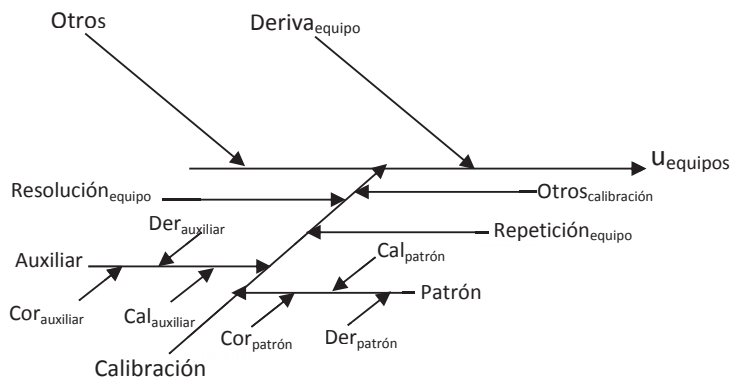 Otros
Deriva equipo
u equipos
Resolución equipo
Otros calibración
Der auxiliar
Repetición equipo
Auxiliar
Cal patrón
Patrón
Cor auxiliar
Cal auxiliar
Cor patrón
Der patrón
Calibración